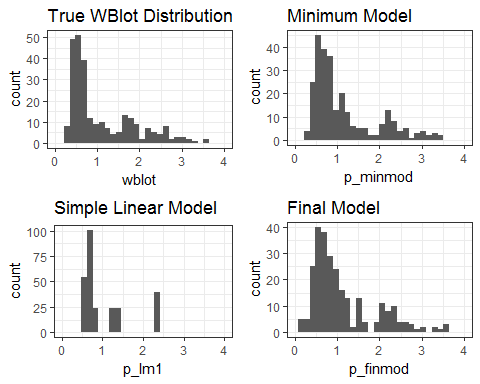 True WBlot Distribution
count
50
40
30
20
10
0
0 1 2 3 4
wblot
Minimum Model
count
40
30
20
10
0
0 1 2 3 4
p_minmod
Simple Linear Model
count
100
75
50
25
0
0 1 2 3 4
p_lm1
Final Model
count
40
30
20
10
0
0 1 2 3 4
p_finmod